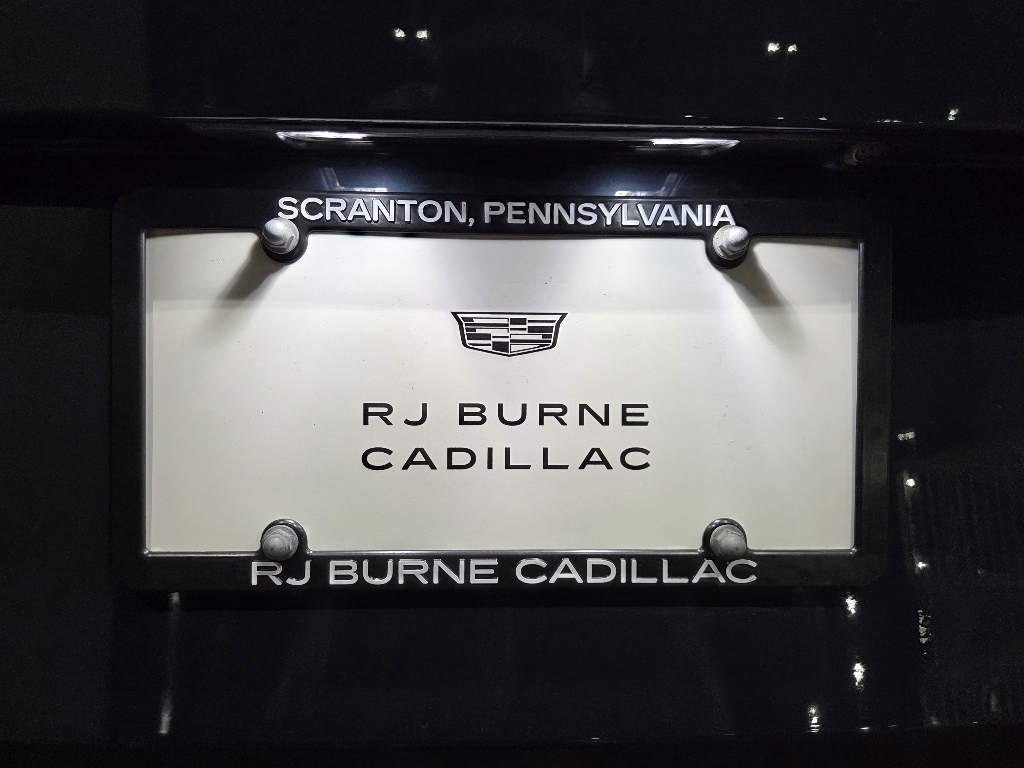 SCRANTON, PENNSYLVANIA
RJ BURNE
CADILLAC
RJ BURNE CADILLAC